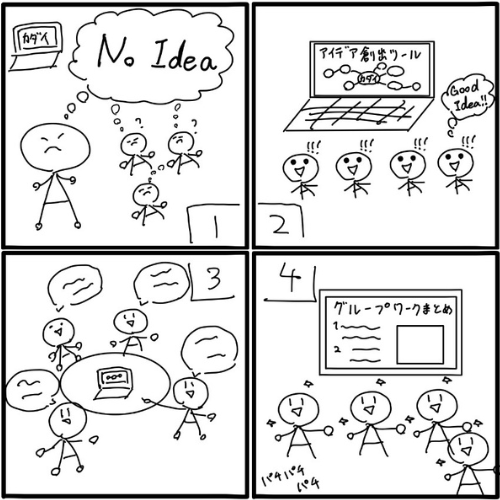 カダイ
No Idea
? ? ?
1
アイデア創出ツール
カダイ
Good
Idea!!
!!! !!! !!! !!!
2
3
4
グループワークまとめ
1
2
パチパチ
パチ